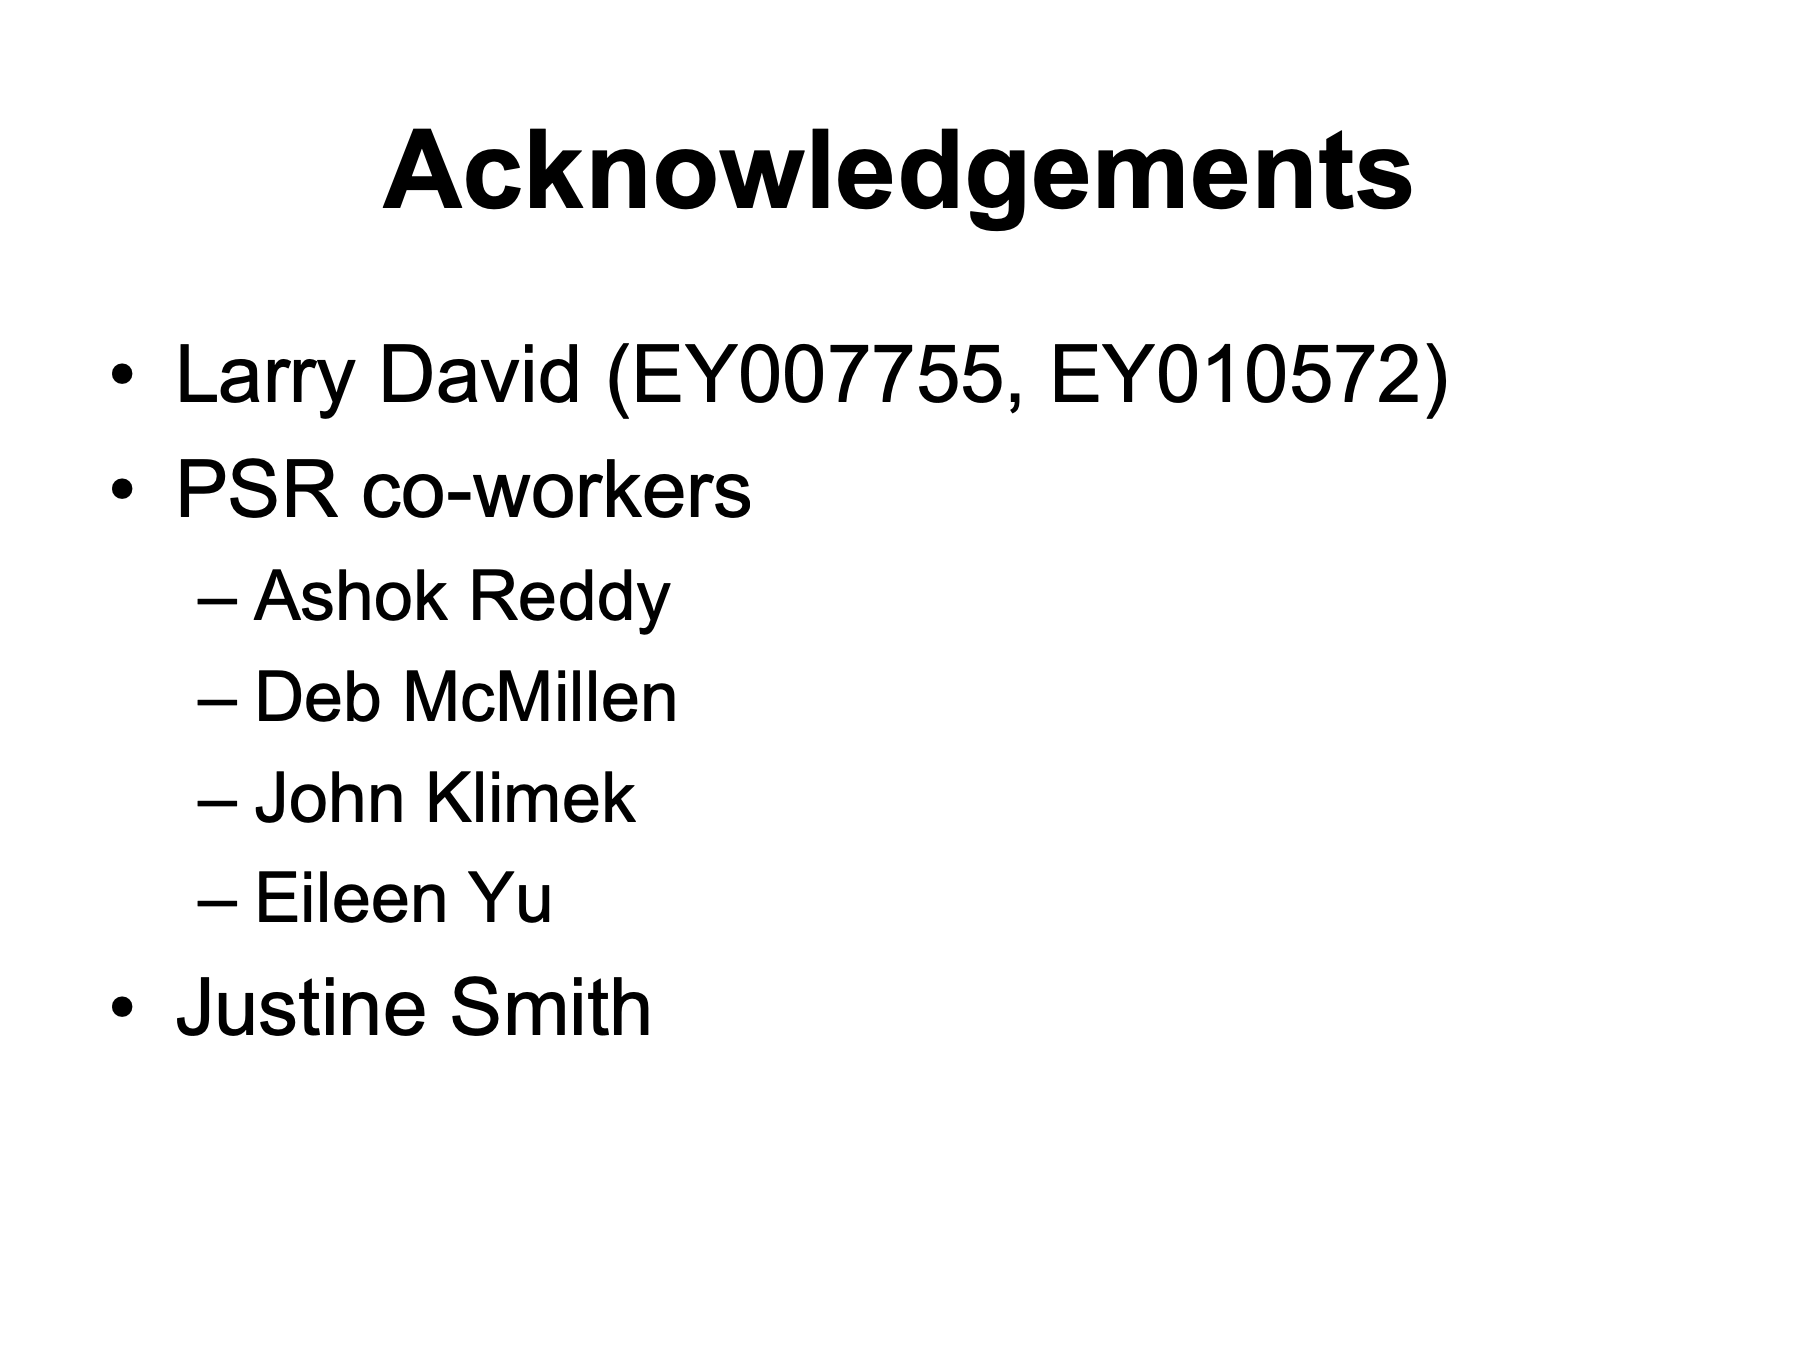 Acknowledgements
• Larry David (EY007755, EY010572)
• PSR co-workers
– Ashok Reddy
– Deb McMillen
– John Klimek
– Eileen Yu
• Justine Smith